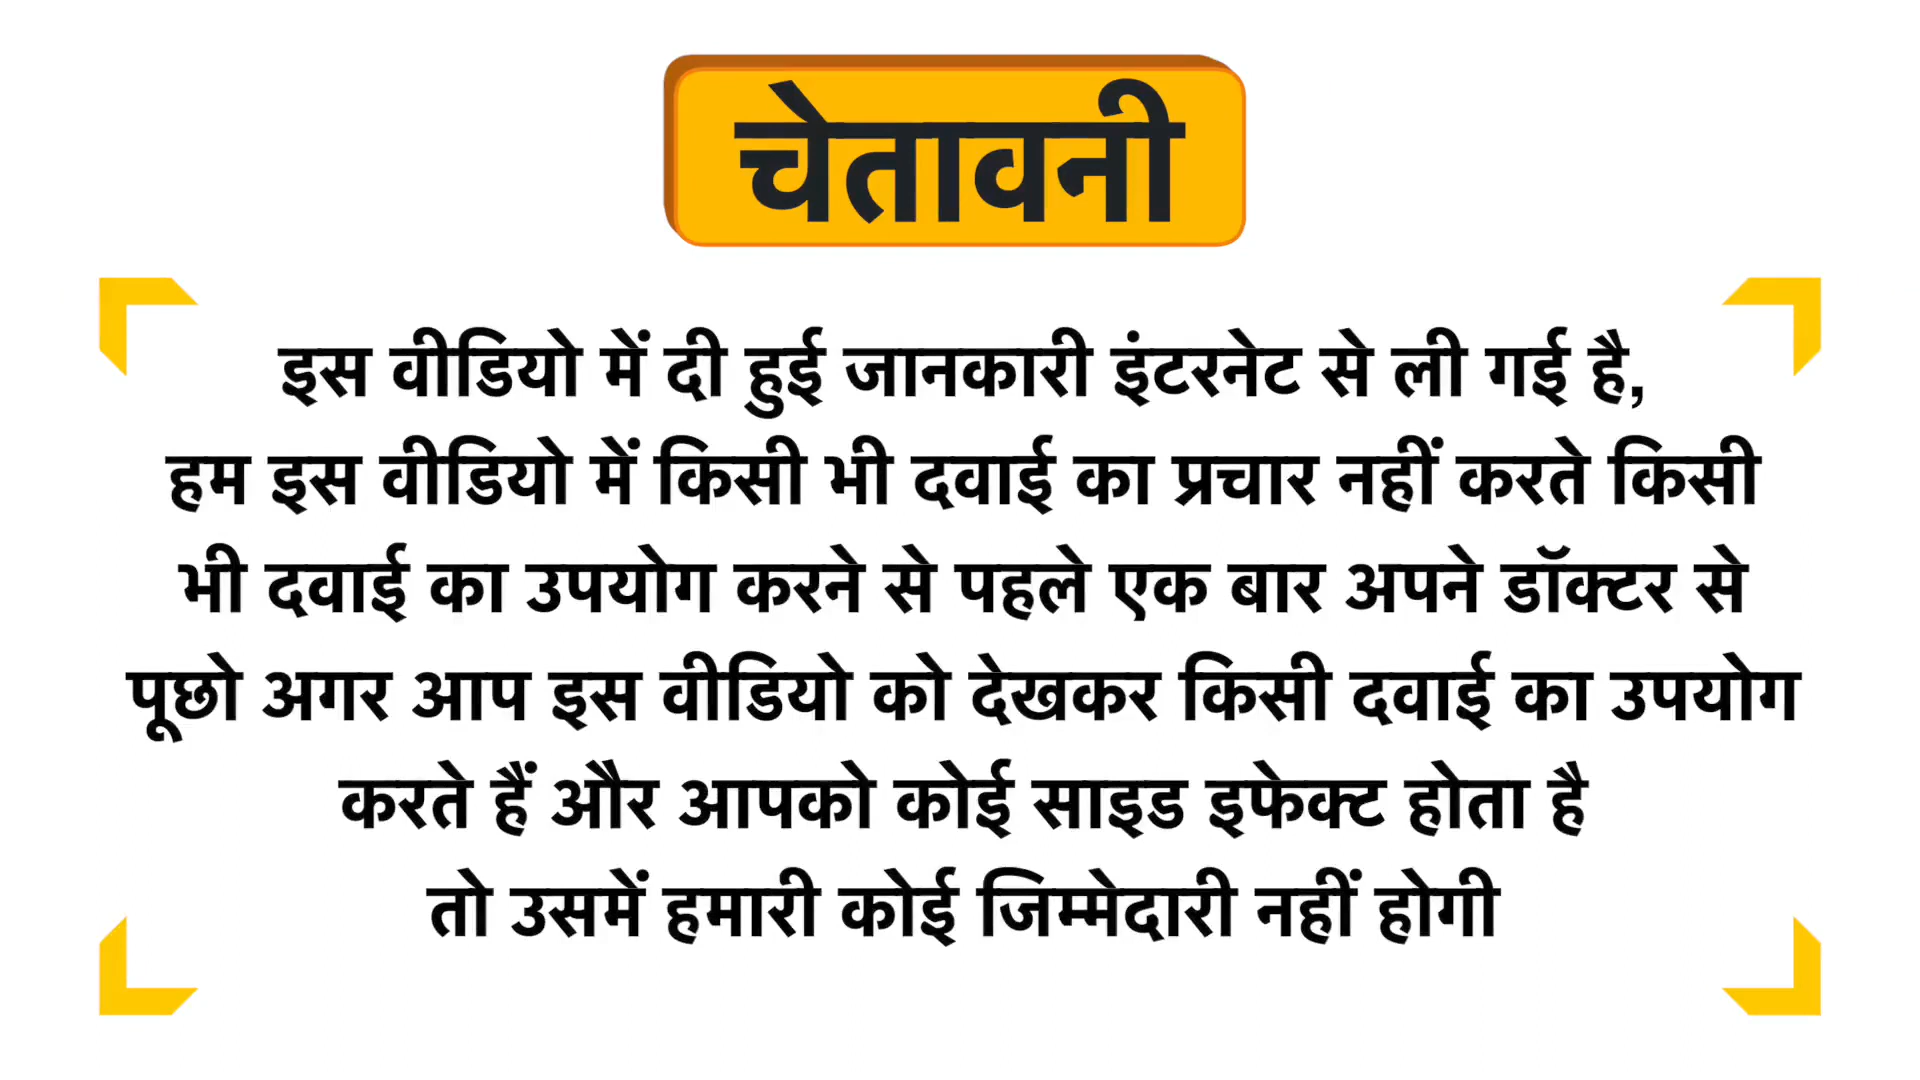 चेतावनी
इस वीडियो में दी हुई जानकारी इंटरनेट से ली गई है,
हम इस वीडियो में किसी भी दवाई का प्रचार नहीं करते किसी
भी दवाई का उपयोग करने से पहले एक बार अपने डॉक्टर से
पूछो अगर आप इस वीडियो को देखकर किसी दवाई का उपयोग
करते हैं और आपको कोई साइड इफेक्ट होता है
तो उसमें हमारी कोई जिम्मेदारी नहीं होगी